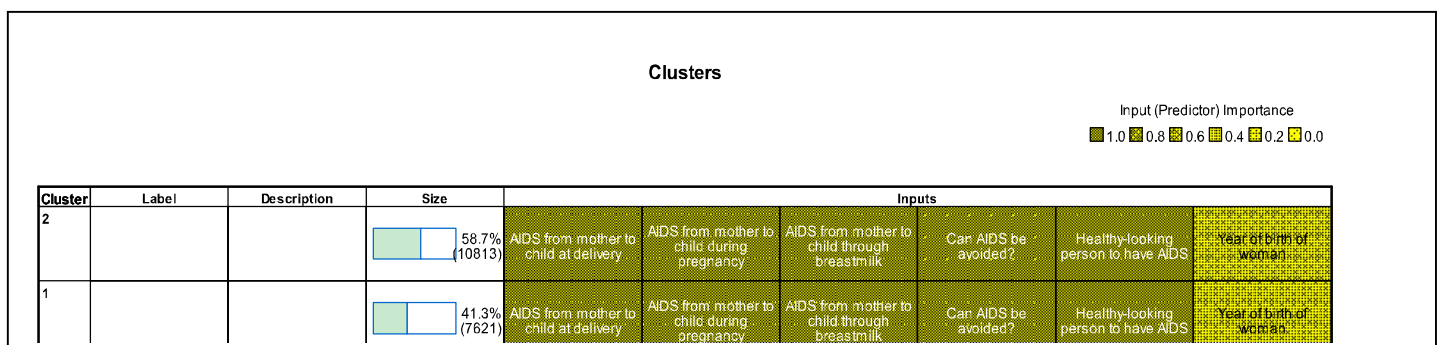 Clusters
Input (Predictor) Importance
1.0 0.8 0.6 0.4 0.2 0.0
Cluster Label Description Size Inputs
2
58.7%
(10813)
AIDS from mother to
child at delivery
AIDS from mother to
child during
pregnancy
AIDS from mother to
child through
breastmilk
Can AIDS be
avoided?
Healthy-looking
person to have AIDS
Year of birth of
woman
1
41.3%
(7621)
AIDS from mother to
child at delivery
AIDS from mother to
child during
pregnancy
AIDS from mother to
child through
breastmilk
Can AIDS be
avoided?
Healthy-looking
person to have AIDS
Year of birth of
woman